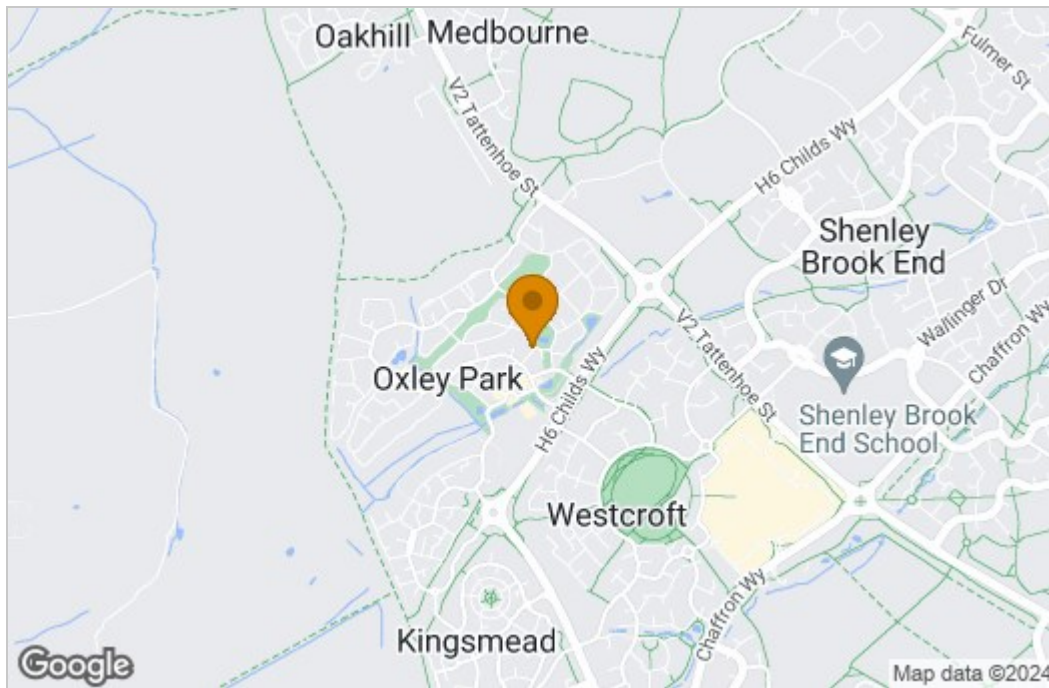 Oakhill
Medbourne
Fulmer St
V2 Tattenhoe St
H6 Childs Wy
Shenley
Brook End
Wallinger Dr
Chaffron Wy
V2 Tattenhoe St
Oxley Park
H6 Childs Wy
Shenley Brook
End School
Westcroft
Chaffron Wy
Kingsmead
Google
Map data ©2024